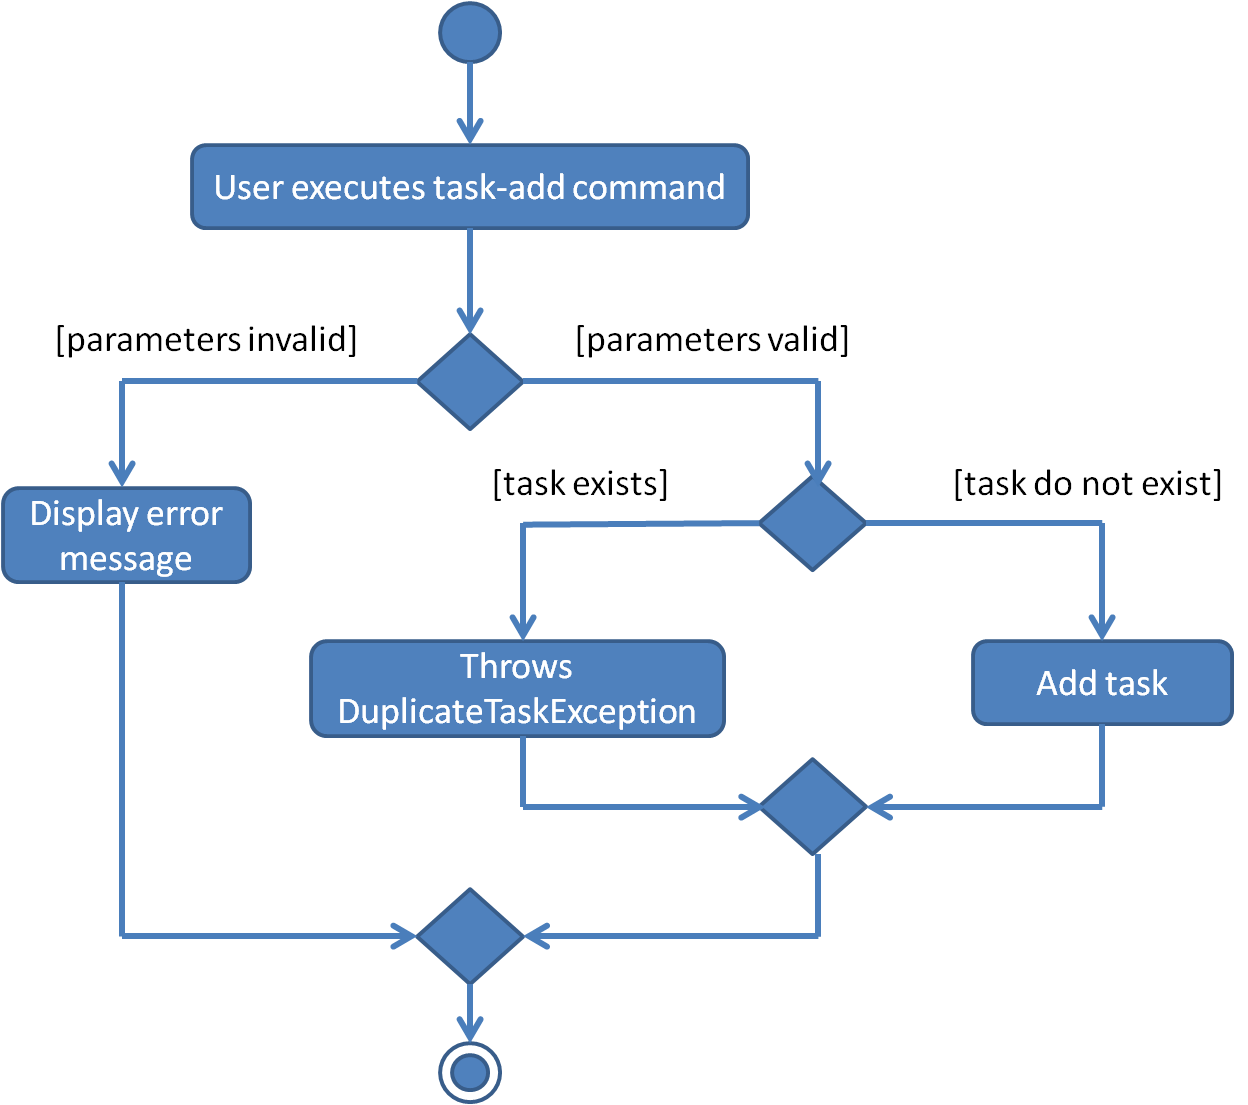 User executes task-add command
[parameters invalid]
[parameters valid]
[task exists]
[task do not exist]
Display error
message
Throws
DuplicateTaskException
Add task